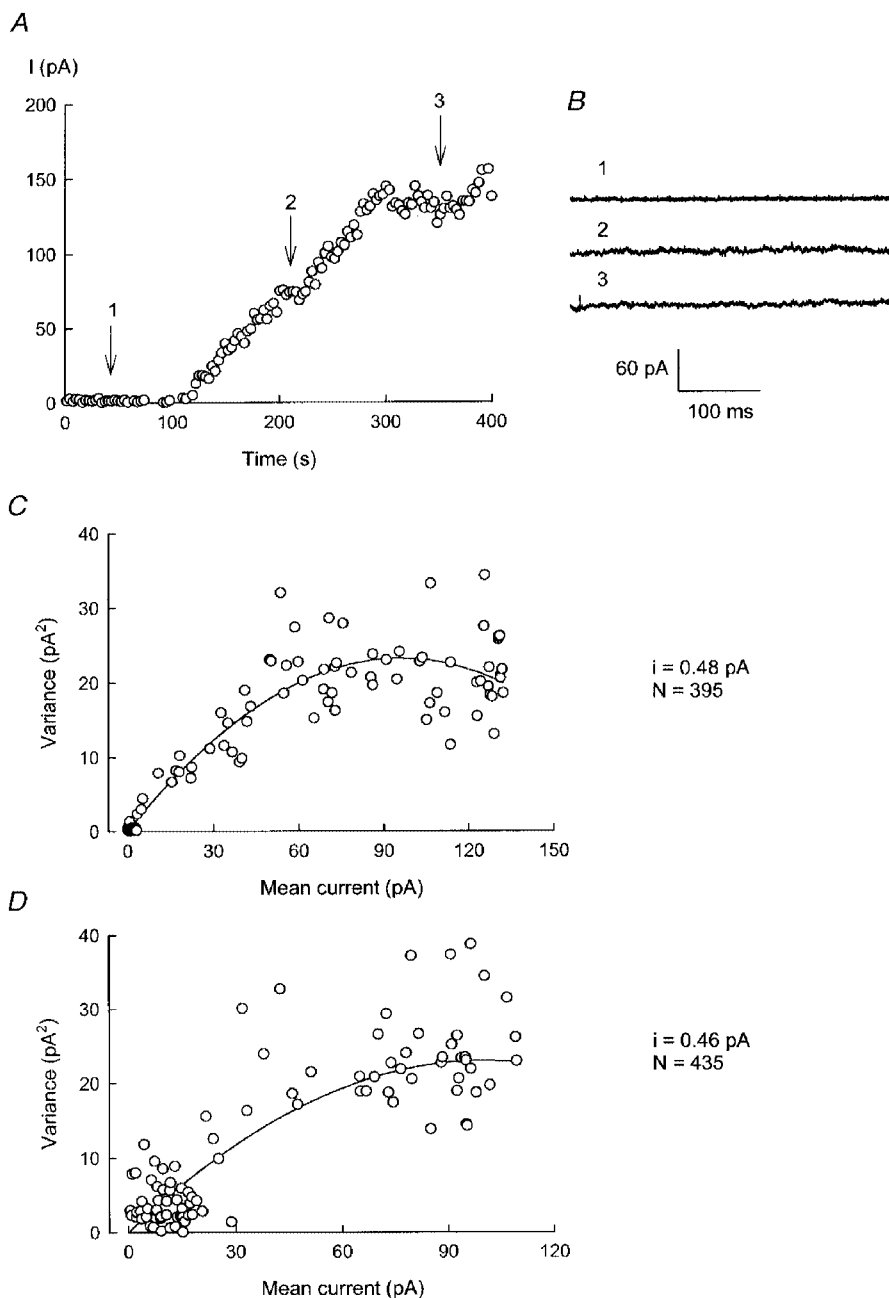 A
I (pA)
200
150
100
50
0
0 100 200 300 400
Time (s)
1
2
3
B
1
2
3
60 pA
100 ms
C
40
30
20
10
0
Variance (pA²)
0 30 60 90 120 150
Mean current (pA)
i = 0.48 pA
N = 395
D
40
30
20
10
0
Variance (pA²)
0 30 60 90 120
Mean current (pA)
i = 0.46 pA
N = 435